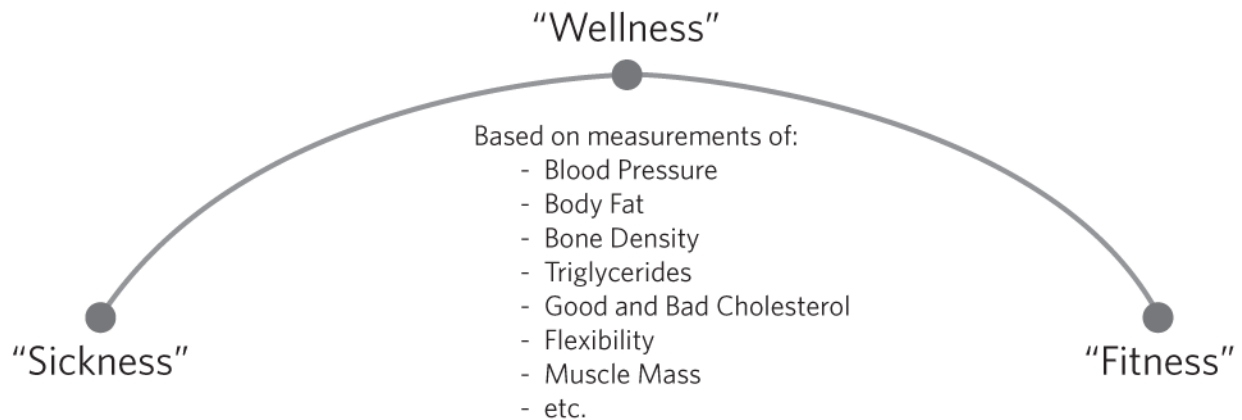 “Wellness”
Based on measurements of:
- Blood Pressure
- Body Fat
- Bone Density
- Triglycerides
- Good and Bad Cholesterol
- Flexibility
- Muscle Mass
- etc.
“Sickness”
“Fitness”